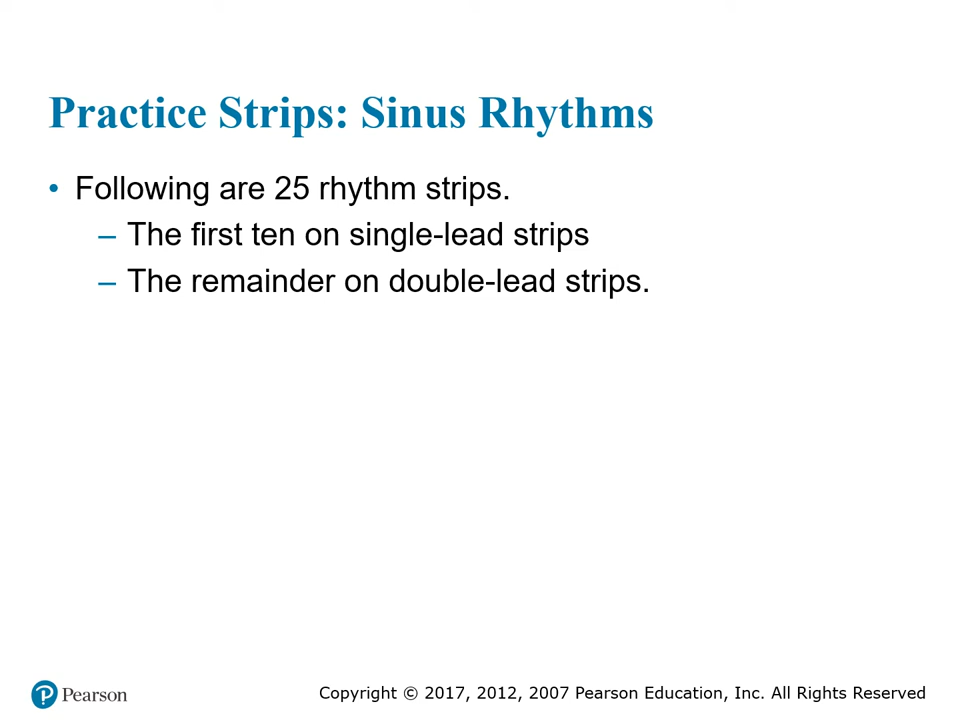 Practice Strips: Sinus Rhythms
• Following are 25 rhythm strips.
– The first ten on single-lead strips
– The remainder on double-lead strips.
P Pearson
Copyright © 2017, 2012, 2007 Pearson Education, Inc. All Rights Reserved